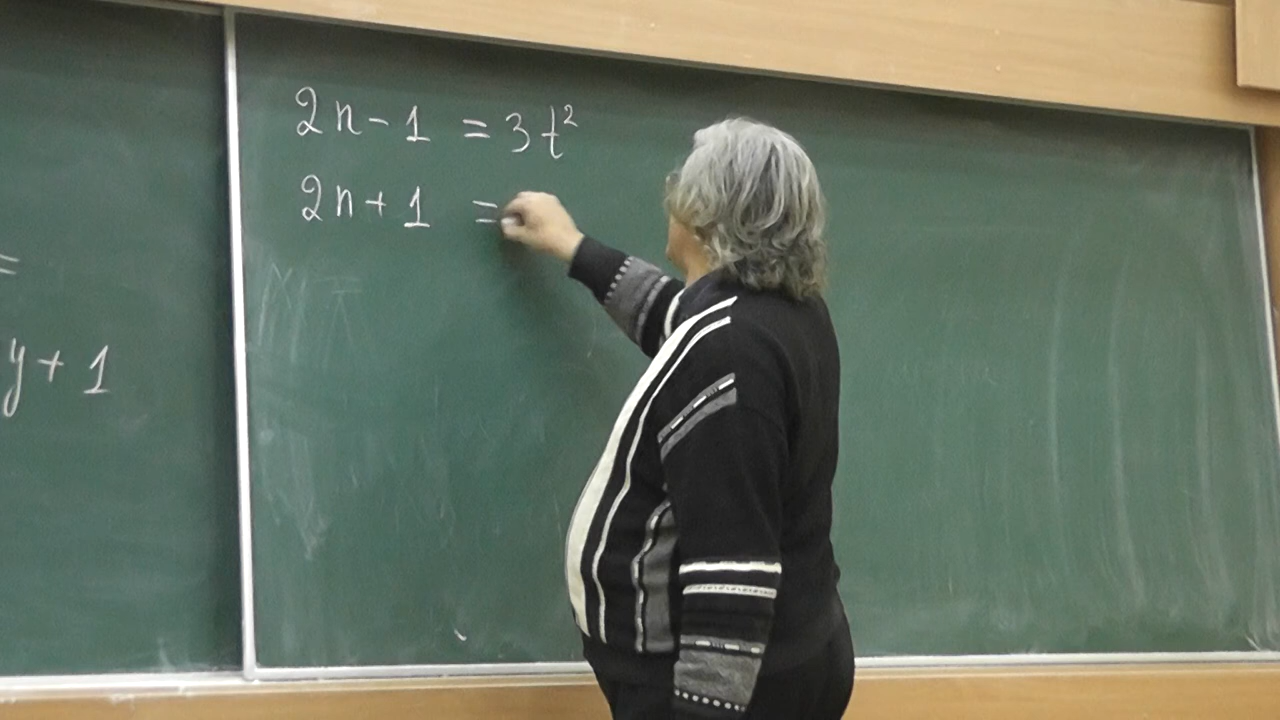 =
y + 1
2n - 1 = 3t²
2n + 1 =